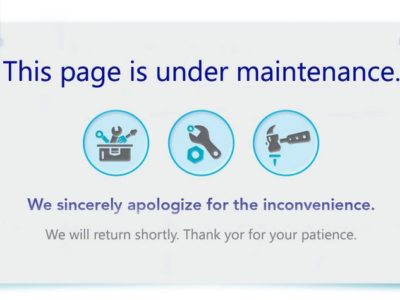 This page is under maintenance.
We sincerely apologize for the inconvenience.
We will return shortly. Thank yor for your patience.